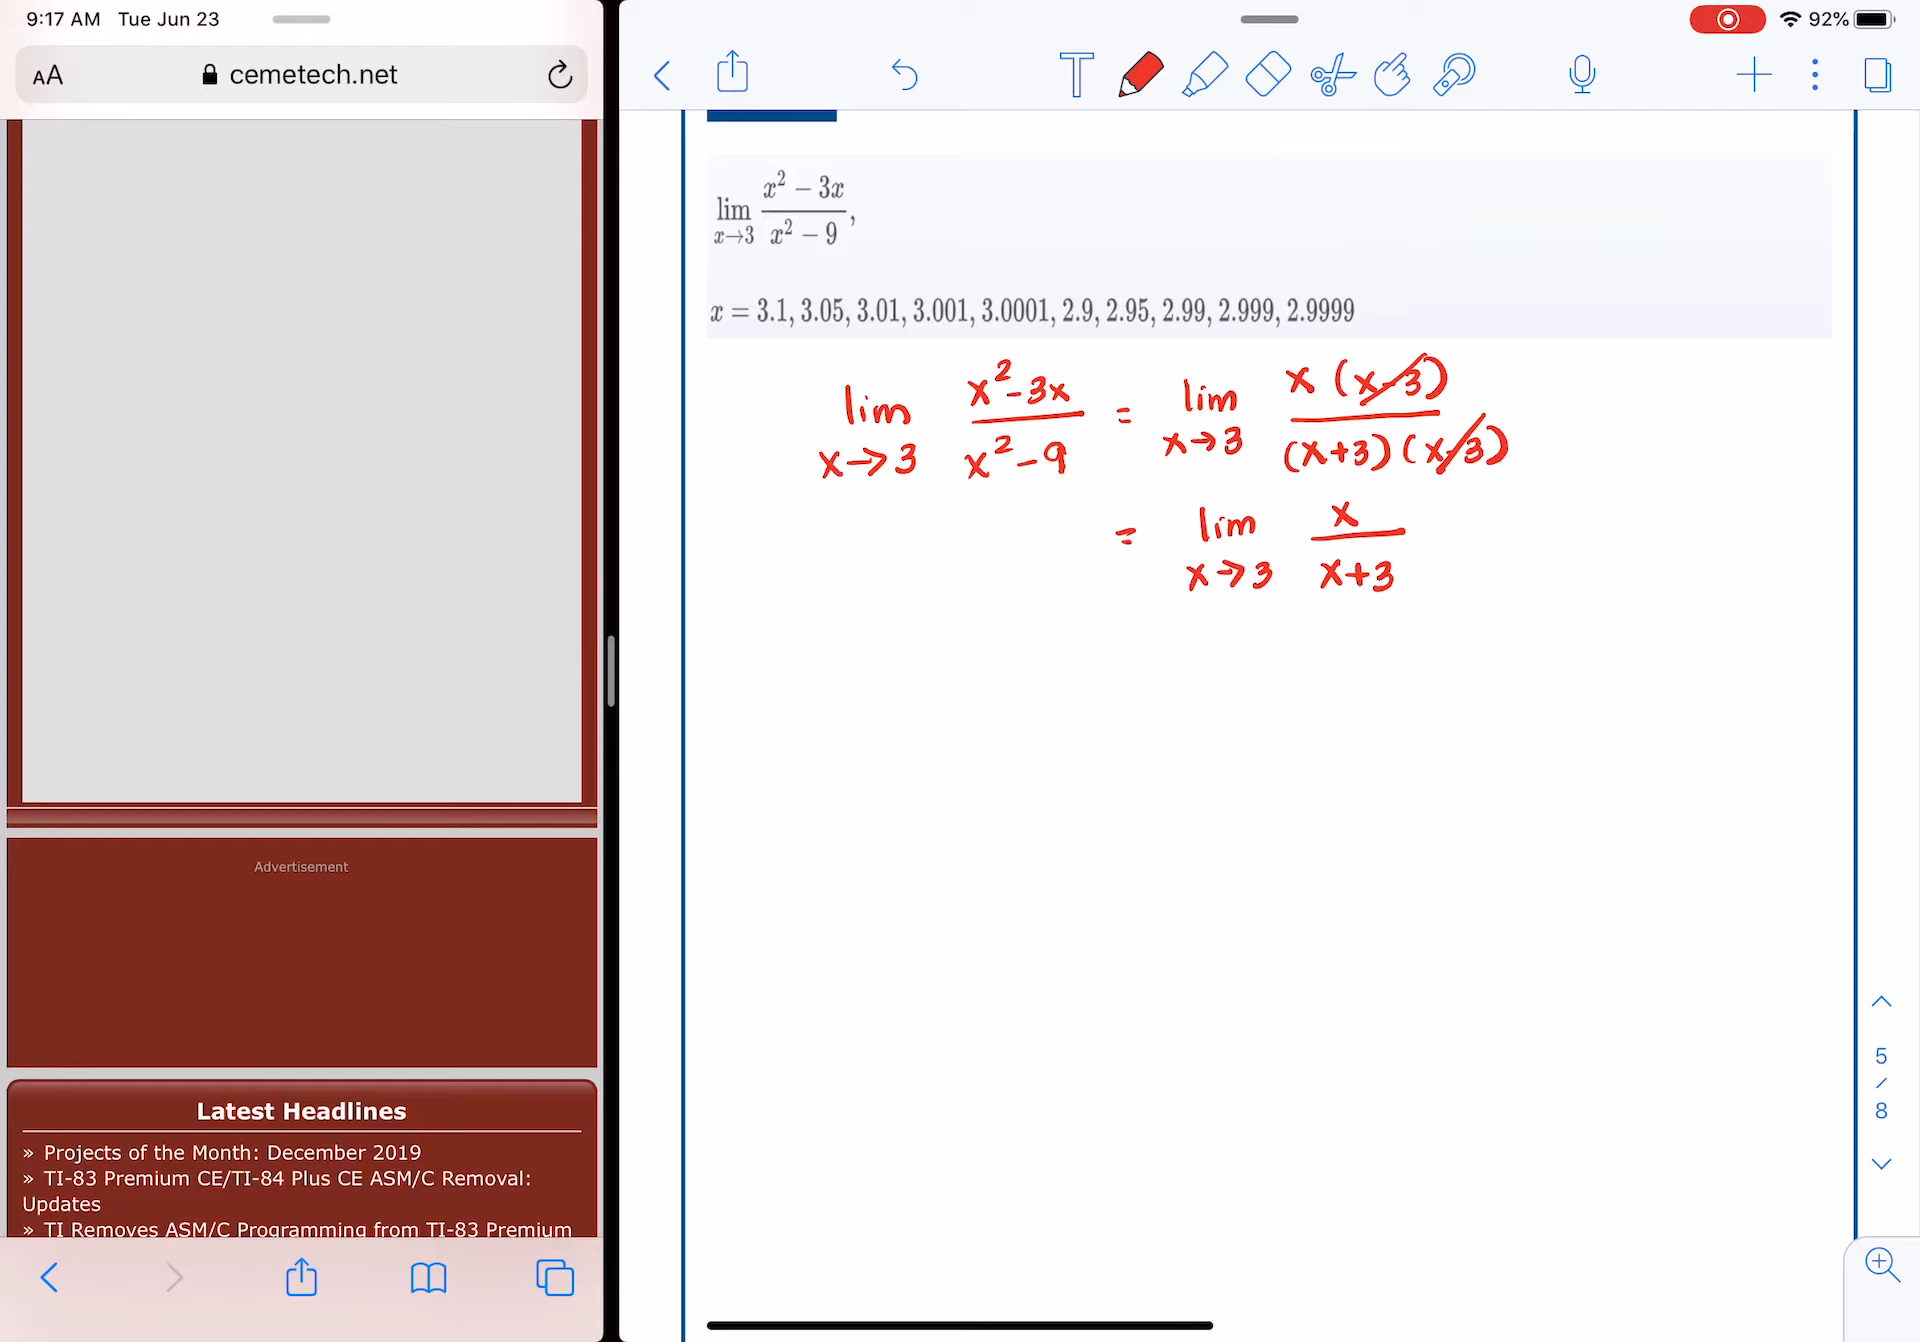 9:17 AM Tue Jun 23
92%
AA cemetech.net
T
lim x→3 x² − 3x / x² − 9,
x = 3.1, 3.05, 3.01, 3.001, 3.0001, 2.9, 2.95, 2.99, 2.999, 2.9999
lim x→3 x²-3x / x²-9 = lim x→3 x(x-3) / (x+3)(x-3)
= lim x→3 x / x+3
Advertisement
Latest Headlines
» Projects of the Month: December 2019
» TI-83 Premium CE/TI-84 Plus CE ASM/C Removal:
Updates
» TI Removes ASM/C Programming from TI-83 Premium
5
/
8